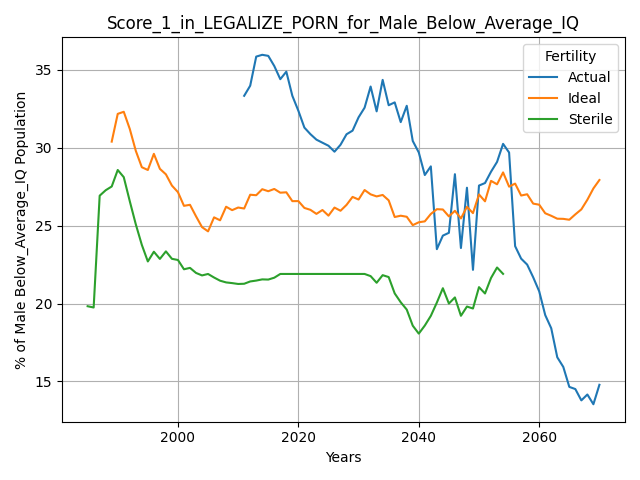 Score_1_in_LEGALIZE_PORN_for_Male_Below_Average_IQ
Fertility
Actual
Ideal
Sterile
% of Male Below_Average_IQ Population
35
30
25
20
15
2000
2020
2040
2060
Years